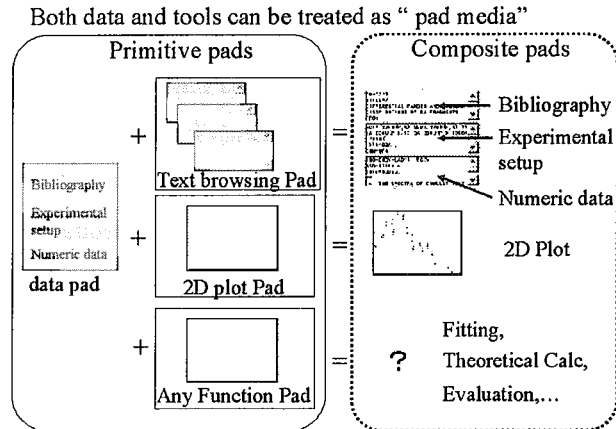 Both data and tools can be treated as “ pad media”
Primitive pads
Composite pads
Bibliography
Experimental
setup
Numeric data
data pad
+
Text browsing Pad
=
+
2D plot Pad
=
+
Any Function Pad
=
Bibliography
Experimental
setup
Numeric data
2D Plot
?
Fitting,
Theoretical Calc,
Evaluation,...